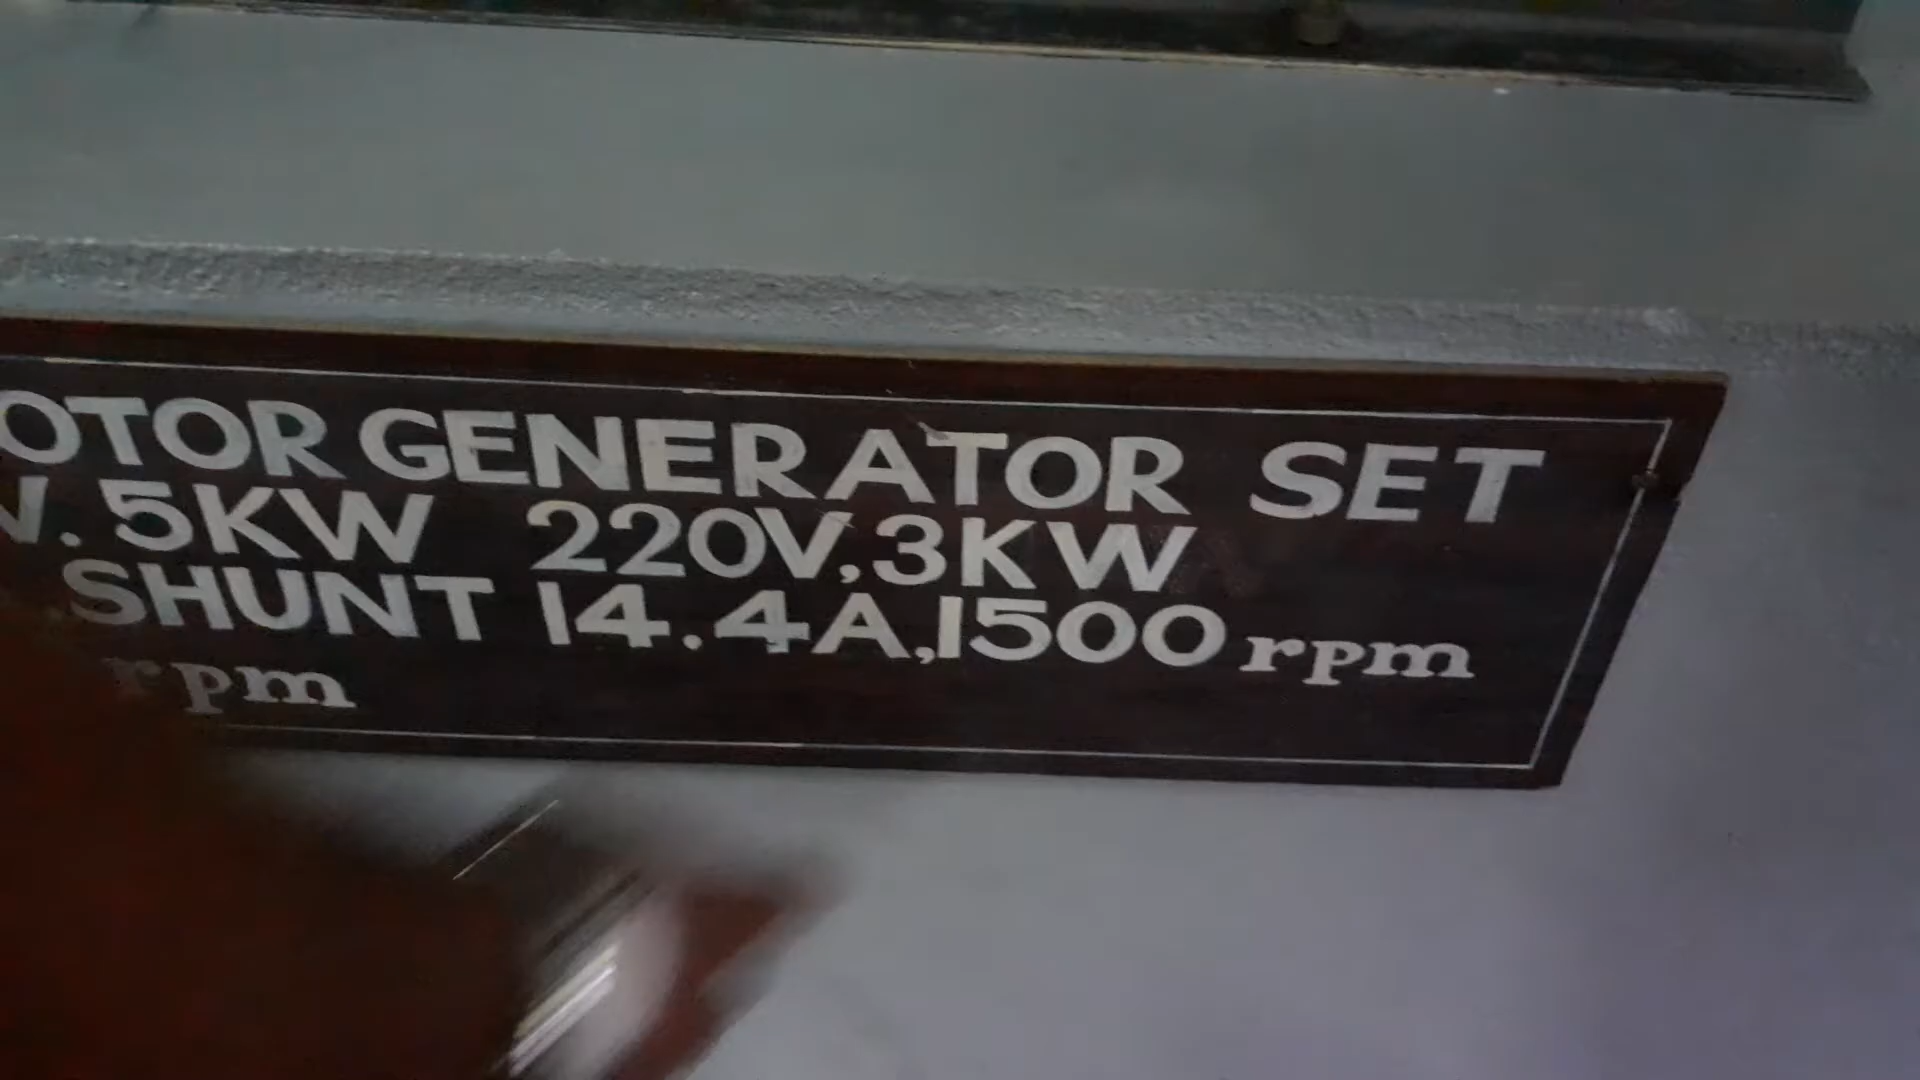 OTOR GENERATOR SET
V. 5KW 220V,3KW
SHUNT 14.4A,1500 rpm
rpm